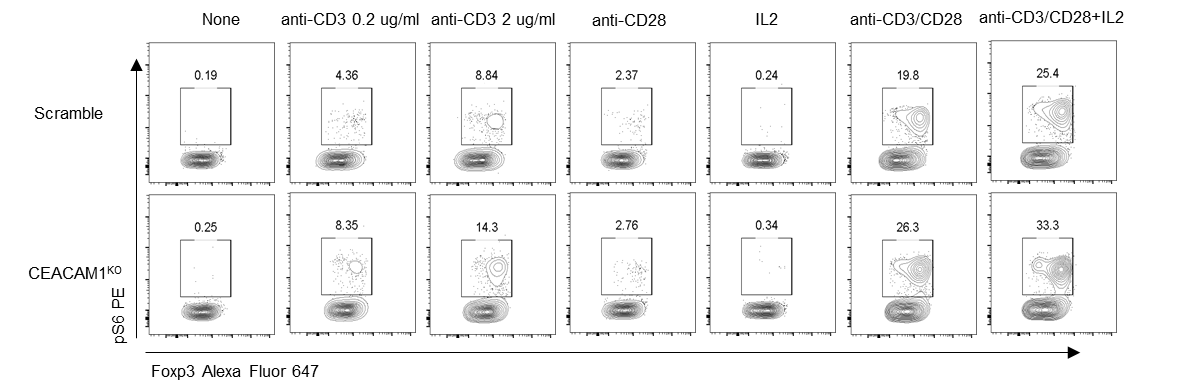 None anti-CD3 0.2 ug/ml anti-CD3 2 ug/ml anti-CD28 IL2 anti-CD3/CD28 anti-CD3/CD28+IL2
0.19 4.36 8.84 2.37 0.24 19.8 25.4
Scramble
0.25 8.35 14.3 2.76 0.34 26.3 33.3
CEACAM1KO
pS6 PE
Foxp3 Alexa Fluor 647